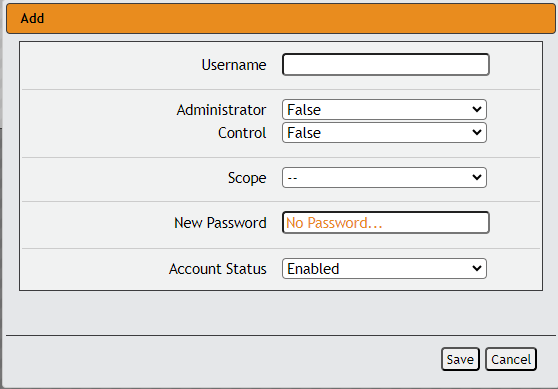 Add
Username
Administrator False
Control False
Scope --
New Password No Password...
Account Status Enabled
Save Cancel